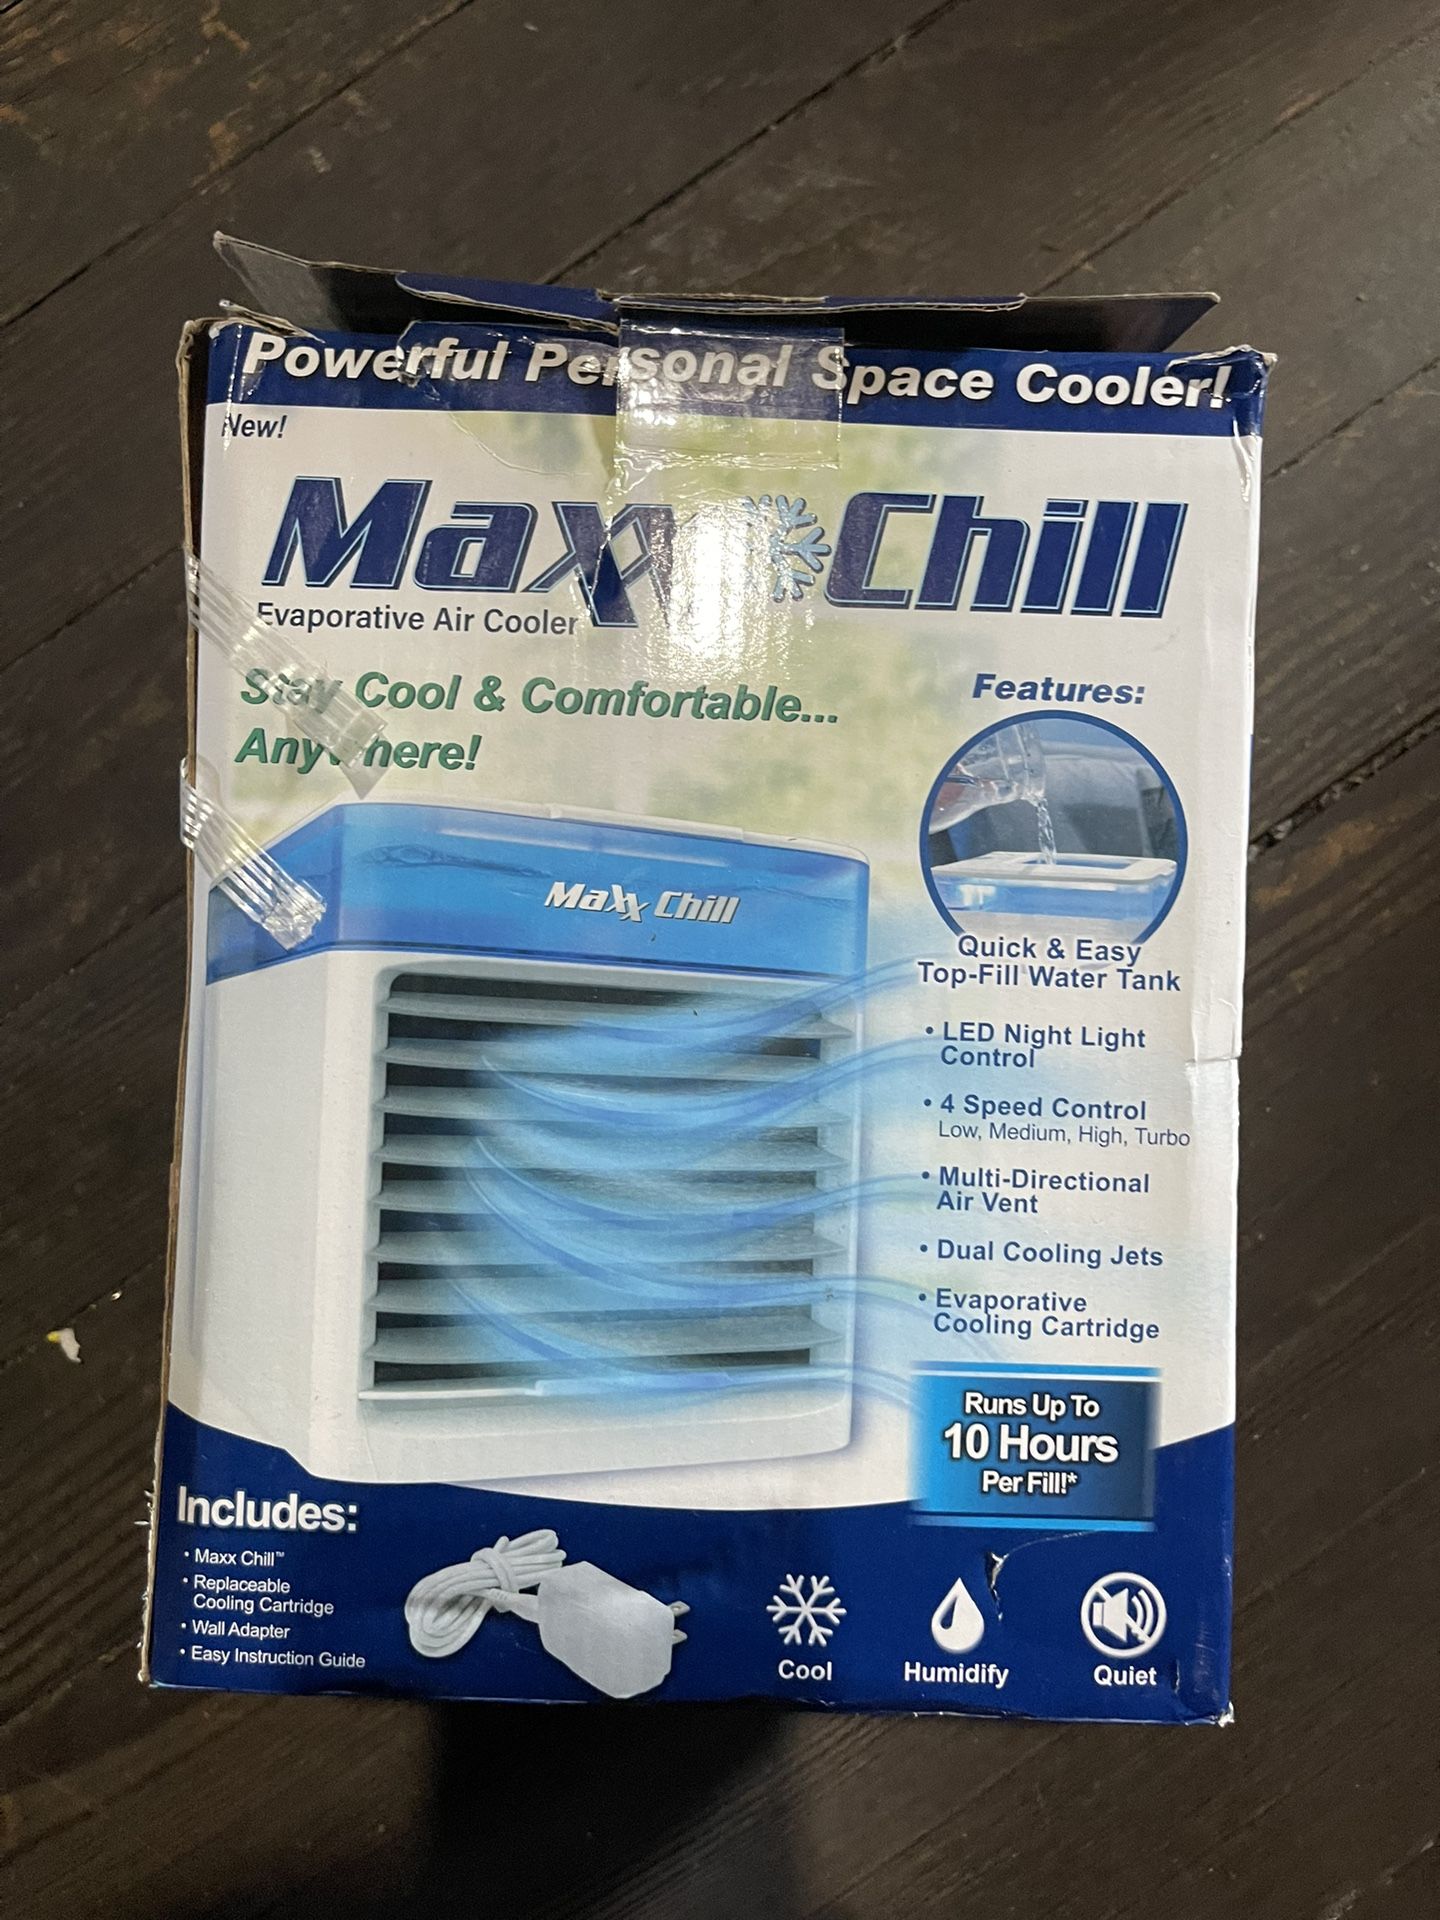 Powerful Personal Space Cooler!
New!
Maxx Chill
Evaporative Air Cooler
Stay Cool & Comfortable...
Anywhere!
Maxx Chill
Features:
Quick & Easy
Top-Fill Water Tank
• LED Night Light
Control
• 4 Speed Control
Low, Medium, High, Turbo
• Multi-Directional
Air Vent
• Dual Cooling Jets
• Evaporative
Cooling Cartridge
Runs Up To
10 Hours
Per Fill!*
Includes:
• Maxx Chill™
• Replaceable
Cooling Cartridge
• Wall Adapter
• Easy Instruction Guide
Cool
Humidify
Quiet